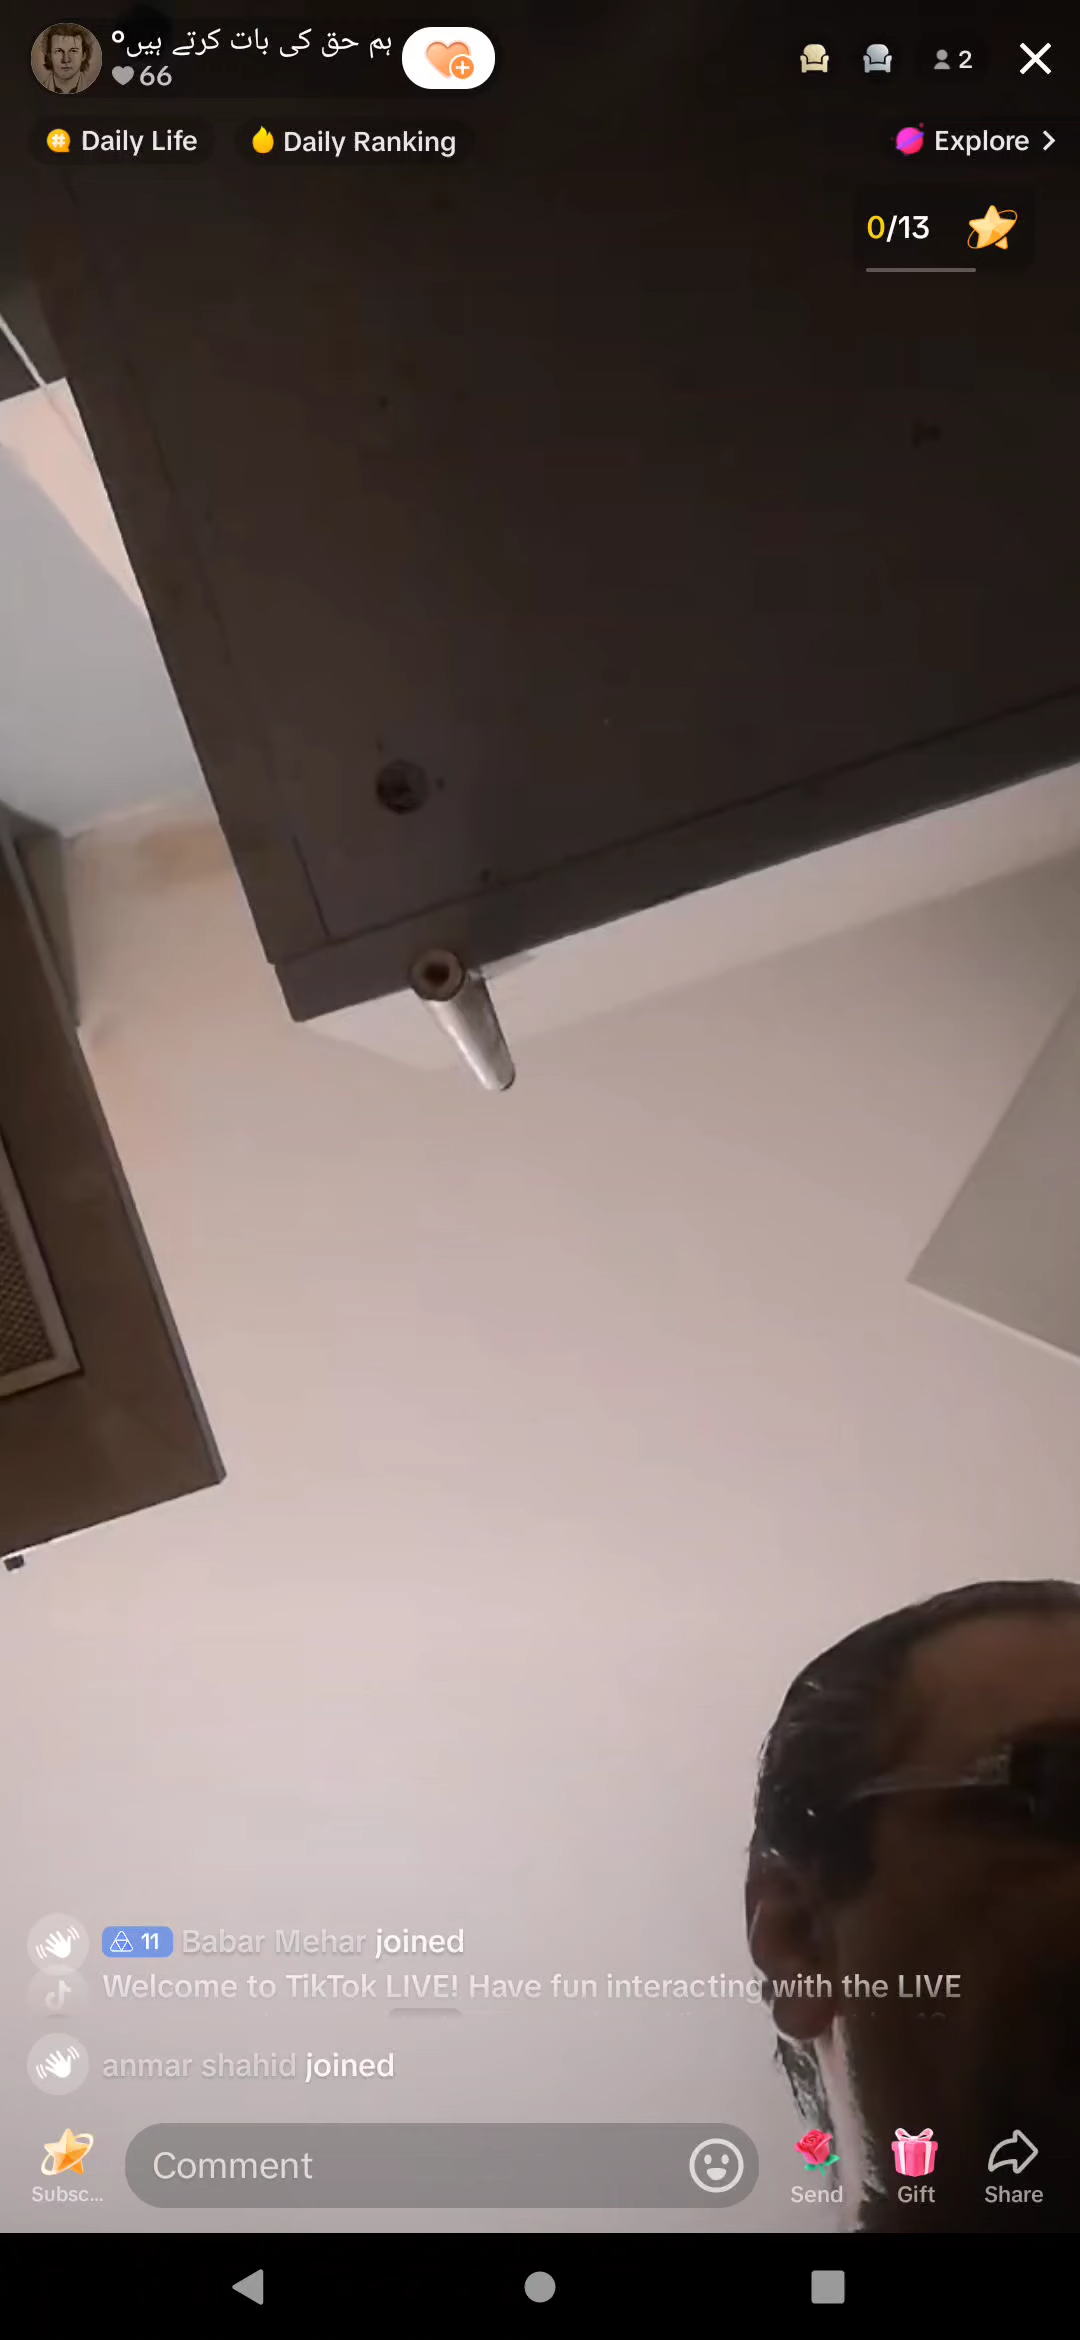 ہم حق کی بات کرتے ہیںº
66
2
Daily Life
Daily Ranking
Explore
0/13
11 Babar Mehar joined
Welcome to TikTok LIVE! Have fun interacting with the LIVE
anmar shahid joined
Comment
Subsc...
Send
Gift
Share